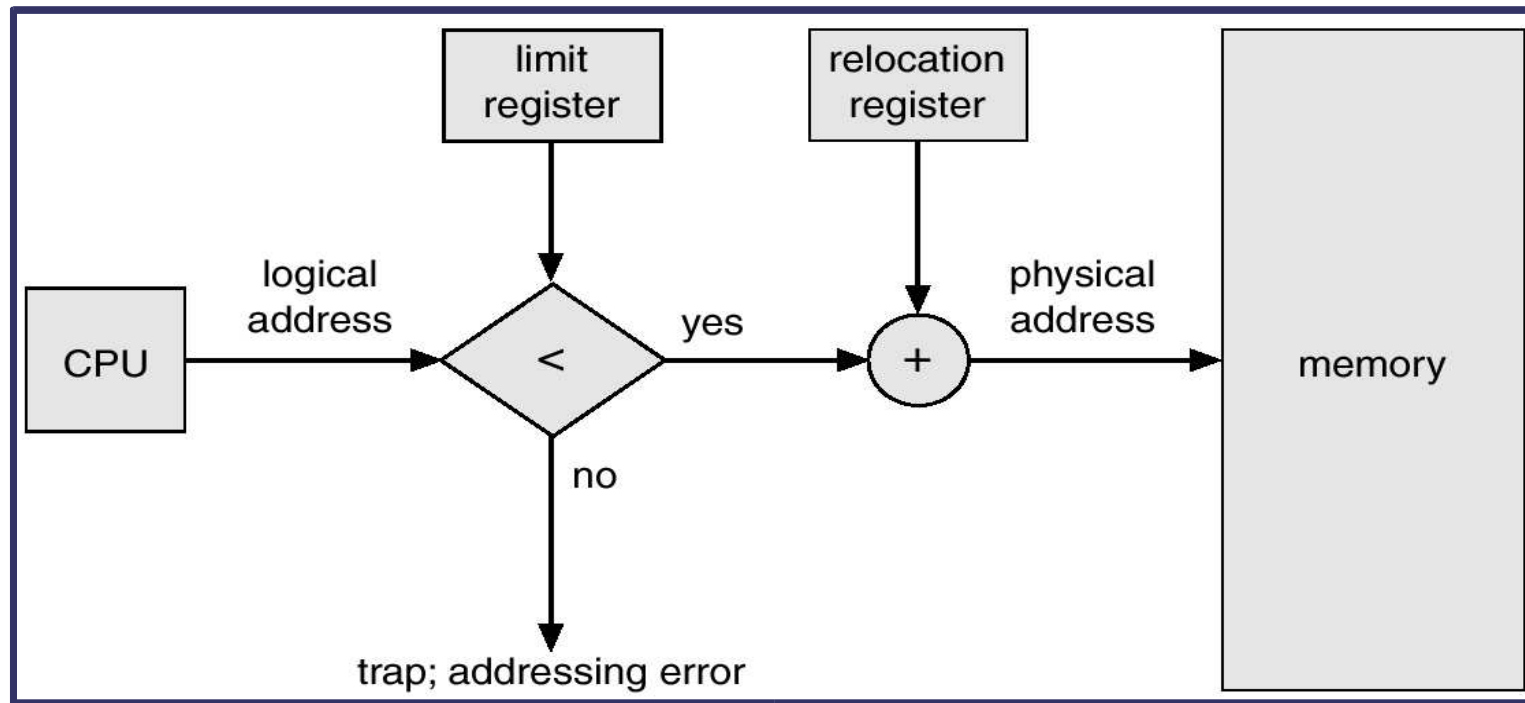 limit
register
relocation
register
logical
address
physical
address
yes
CPU
<
+
memory
no
trap; addressing error